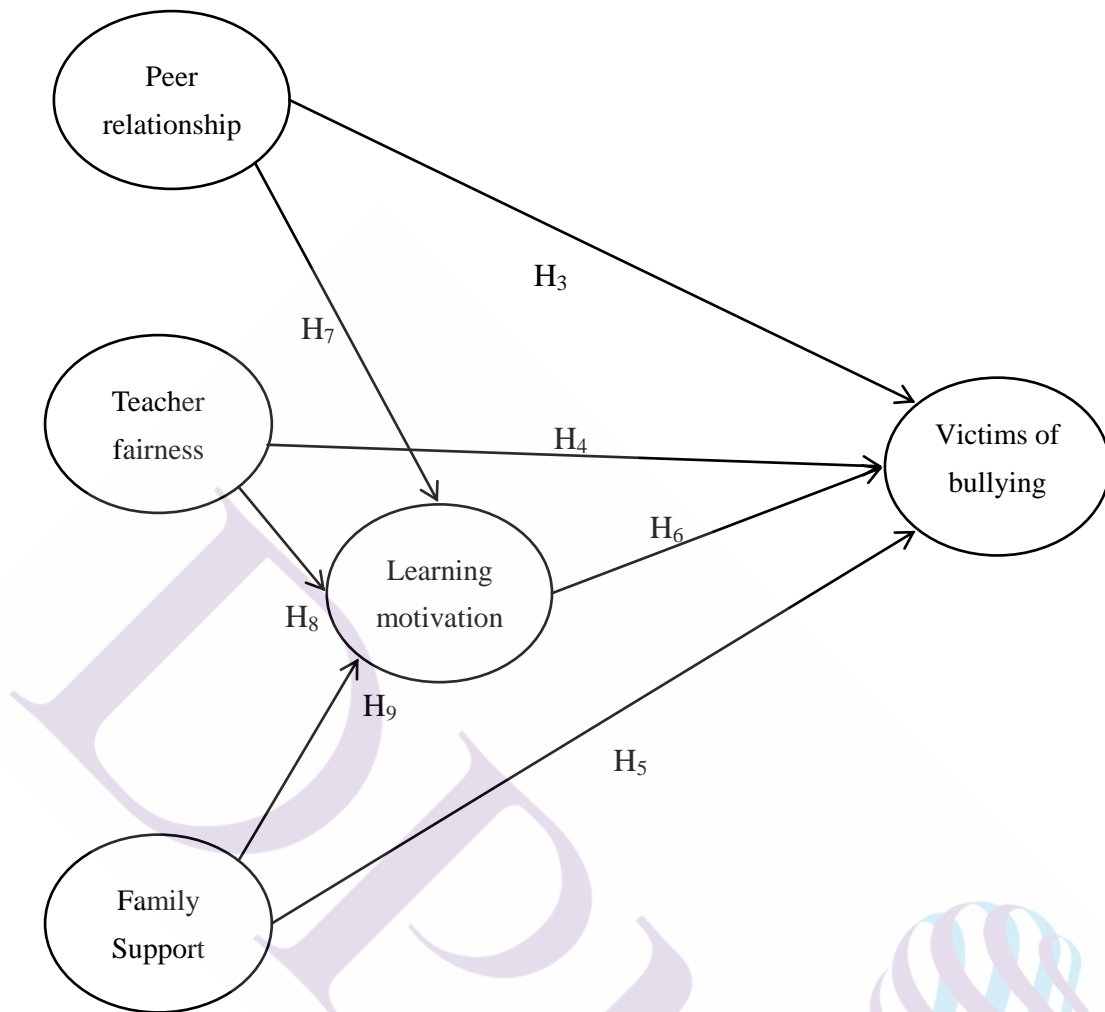 Peer
relationship
H₃
H₇
Teacher
fairness
H₄
Victims of
bullying
H₆
Learning
motivation
H₈
H₉
H₅
Family
Support